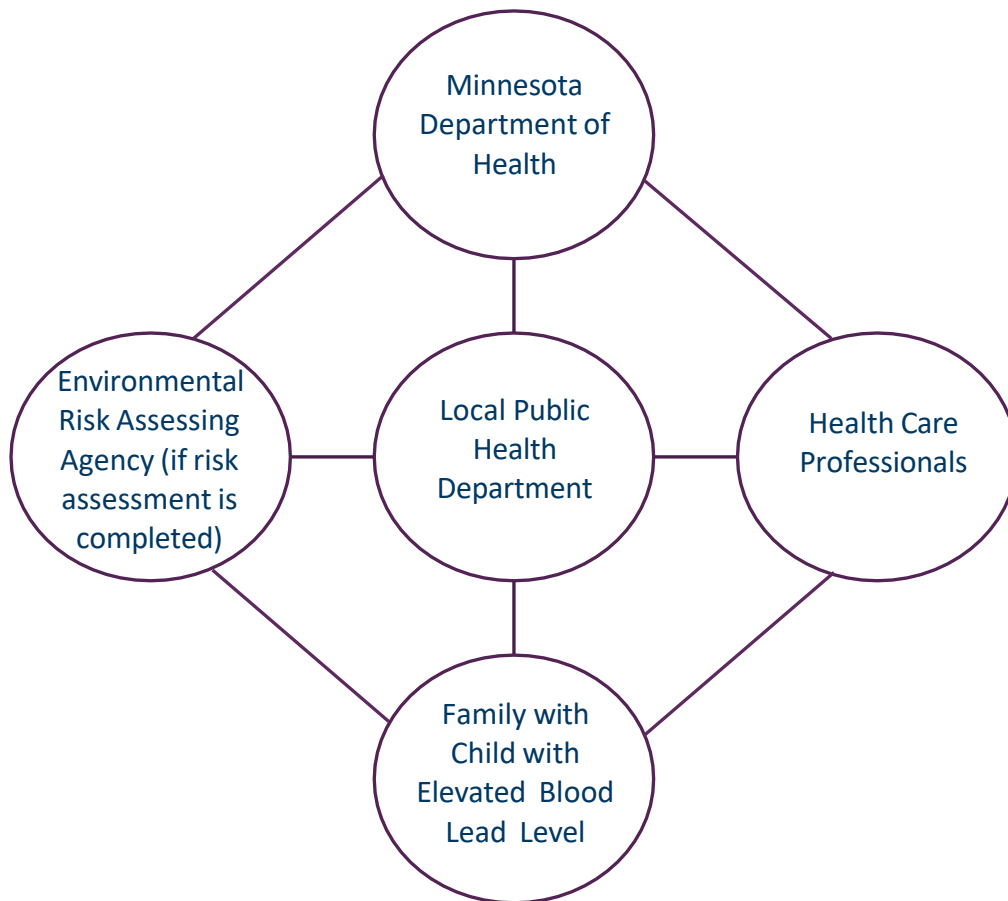 Minnesota
Department of
Health
Environmental
Risk Assessing
Agency (if risk
assessment is
completed)
Local Public
Health
Department
Health Care
Professionals
Family with
Child with
Elevated Blood
Lead Level